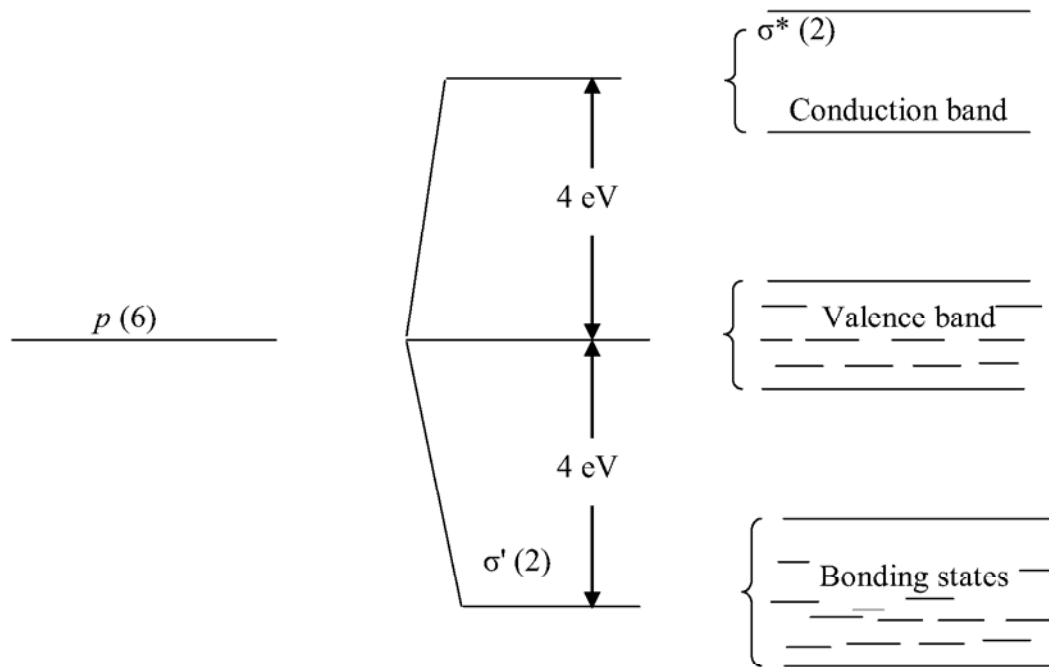 σ* (2)
Conduction band
4 eV
p (6)
Valence band
4 eV
σ' (2)
Bonding states